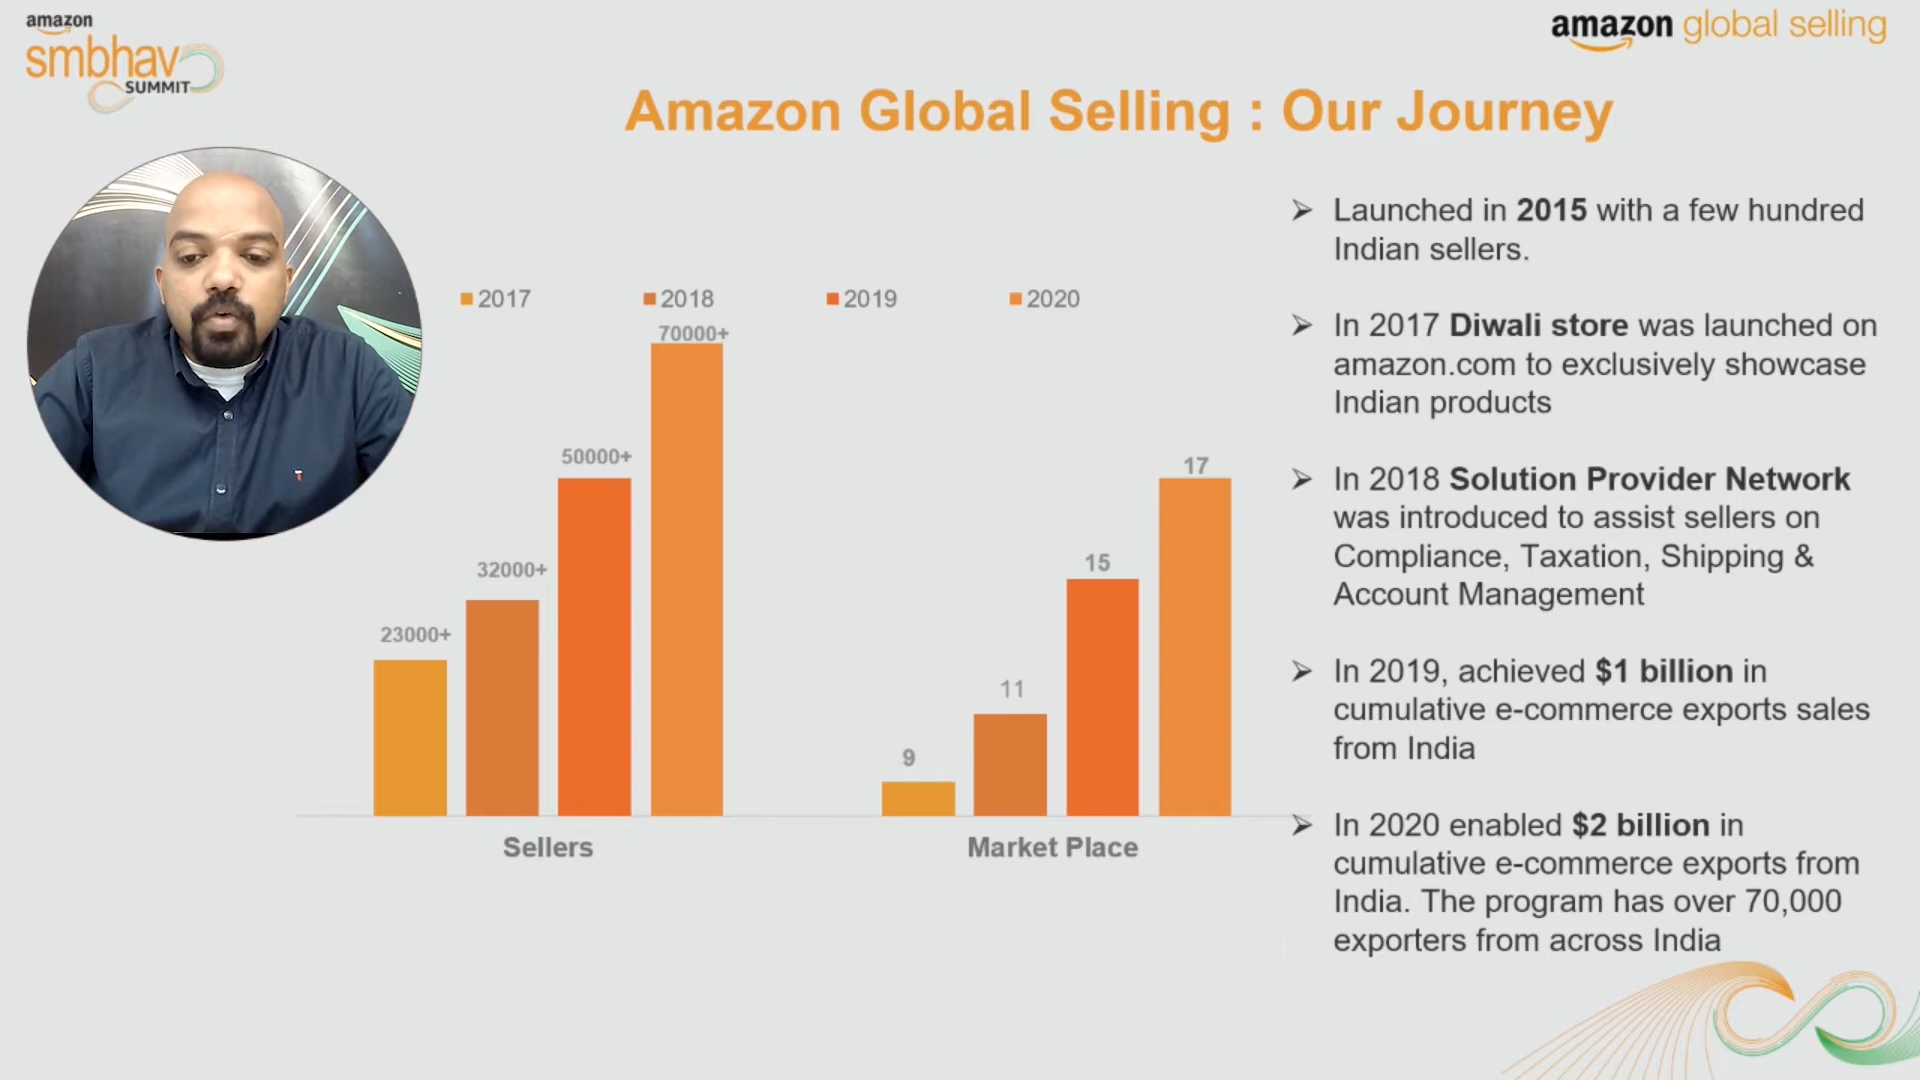 amazon
smbhav
SUMMIT
amazon global selling
Amazon Global Selling : Our Journey
2017
2018
2019
2020
23000+
32000+
50000+
70000+
9
11
15
17
Sellers
Market Place
➢ Launched in 2015 with a few hundred
Indian sellers.
➢ In 2017 Diwali store was launched on
amazon.com to exclusively showcase
Indian products
➢ In 2018 Solution Provider Network
was introduced to assist sellers on
Compliance, Taxation, Shipping &
Account Management
➢ In 2019, achieved $1 billion in
cumulative e-commerce exports sales
from India
➢ In 2020 enabled $2 billion in
cumulative e-commerce exports from
India. The program has over 70,000
exporters from across India